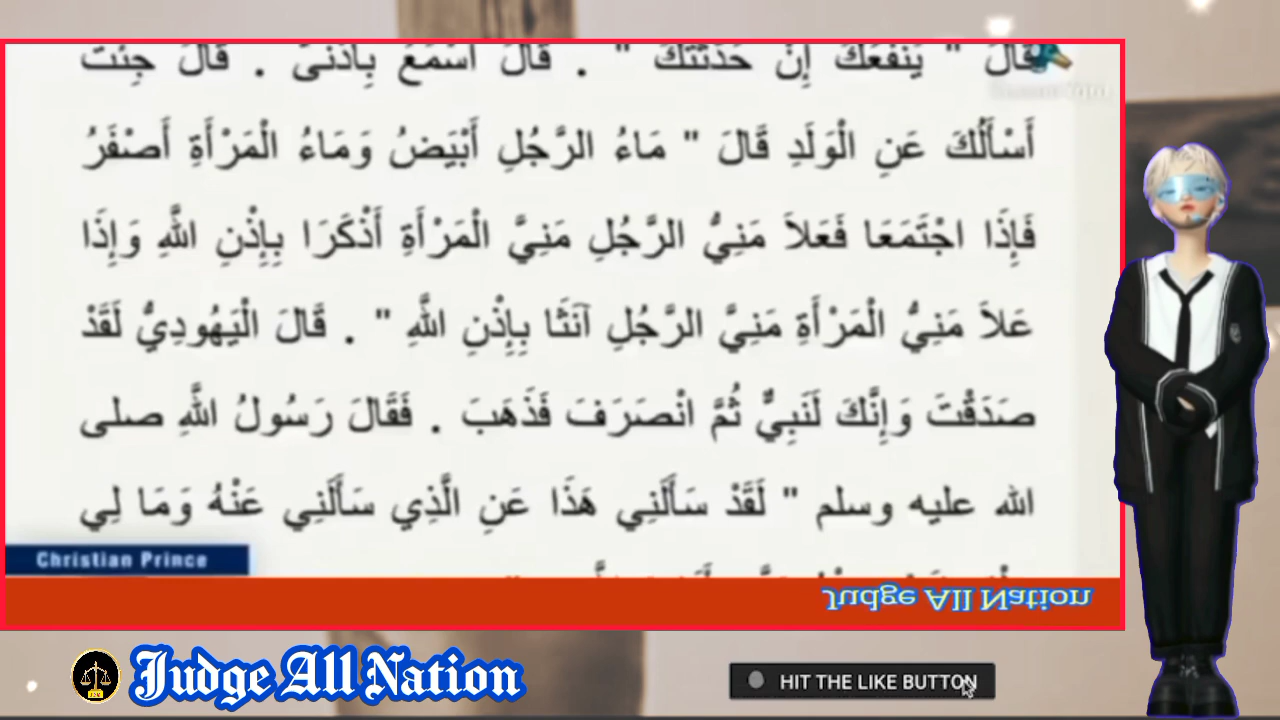 قَالَ " يَنْفَعُكَ إِنْ حَدَّثْتُكَ " . قَالَ أَسْمَعُ بِأُذُنَىَّ . قَالَ جِئْتُ
أَسْأَلُكَ عَنِ الْوَلَدِ قَالَ " مَاءُ الرَّجُلِ أَبْيَضُ وَمَاءُ الْمَرْأَةِ أَصْفَرُ
فَإِذَا اجْتَمَعَا فَعَلاَ مَنِيُّ الرَّجُلِ مَنِيَّ الْمَرْأَةِ أَذْكَرَا بِإِذْنِ اللَّهِ وَإِذَا
عَلاَ مَنِيُّ الْمَرْأَةِ مَنِيَّ الرَّجُلِ آنَثَا بِإِذْنِ اللَّهِ " . قَالَ الْيَهُودِيُّ لَقَدْ
صَدَقْتَ وَإِنَّكَ لَنَبِيٌّ ثُمَّ انْصَرَفَ فَذَهَبَ . فَقَالَ رَسُولُ اللَّهِ صلى
الله عليه وسلم " لَقَدْ سَأَلَنِي هَذَا عَنِ الَّذِي سَأَلَنِي عَنْهُ وَمَا لِي
Christian Prince
Judge All Nation
Judge All Nation
HIT THE LIKE BUTTON